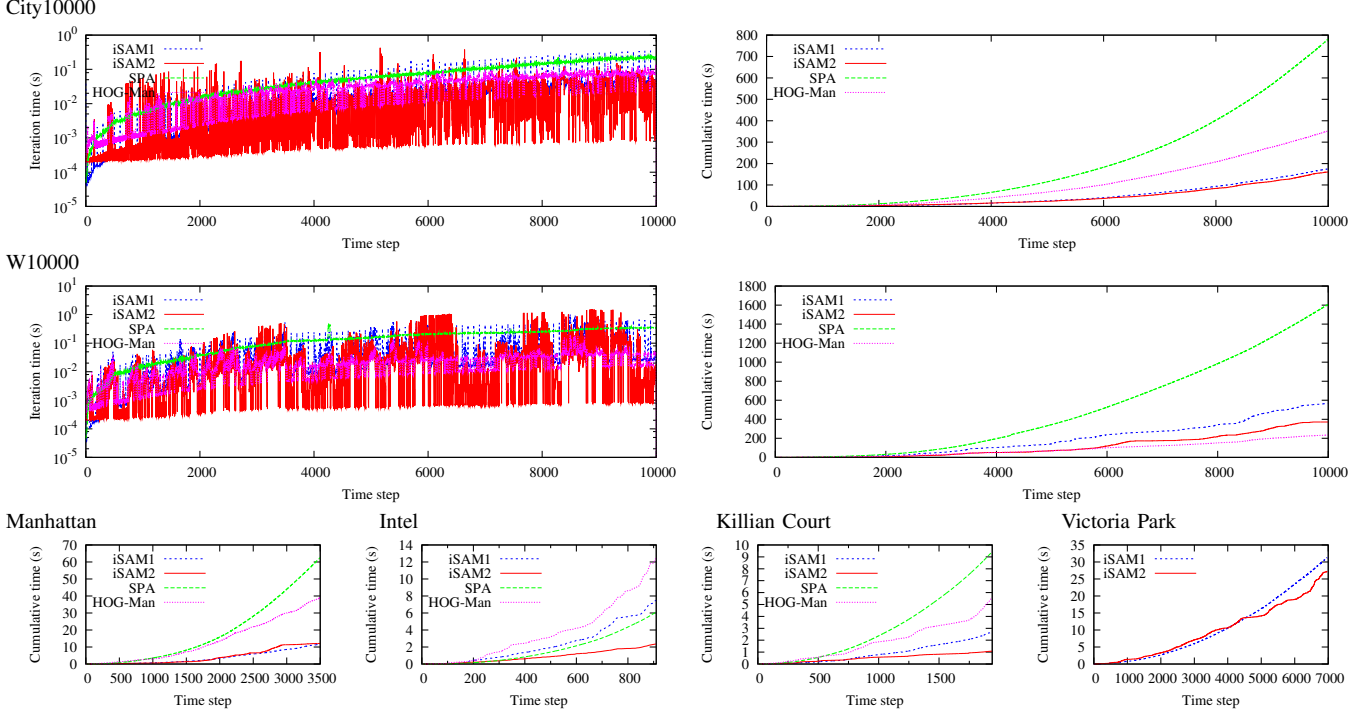 City10000
10^0
10^-1
10^-2
10^-3
10^-4
10^-5
Iteration time (s)
iSAM1
iSAM2
SPA
HOG-Man
0 2000 4000 6000 8000 10000
Time step
800
700
600
500
400
300
200
100
0
Cumulative time (s)
iSAM1
iSAM2
SPA
HOG-Man
0 2000 4000 6000 8000 10000
Time step
W10000
10^1
10^0
10^-1
10^-2
10^-3
10^-4
10^-5
Iteration time (s)
iSAM1
iSAM2
SPA
HOG-Man
0 2000 4000 6000 8000 10000
Time step
1800
1600
1400
1200
1000
800
600
400
200
0
Cumulative time (s)
iSAM1
iSAM2
SPA
HOG-Man
0 2000 4000 6000 8000 10000
Time step
Manhattan
70
60
50
40
30
20
10
0
Cumulative time (s)
iSAM1
iSAM2
SPA
HOG-Man
0 500 1000 1500 2000 2500 3000 3500
Time step
Intel
14
12
10
8
6
4
2
0
Cumulative time (s)
iSAM1
iSAM2
SPA
HOG-Man
0 200 400 600 800
Time step
Killian Court
10
9
8
7
6
5
4
3
2
1
0
Cumulative time (s)
iSAM1
iSAM2
SPA
HOG-Man
0 500 1000 1500
Time step
Victoria Park
35
30
25
20
15
10
5
0
Cumulative time (s)
iSAM1
iSAM2
0 1000 2000 3000 4000 5000 6000 7000
Time step